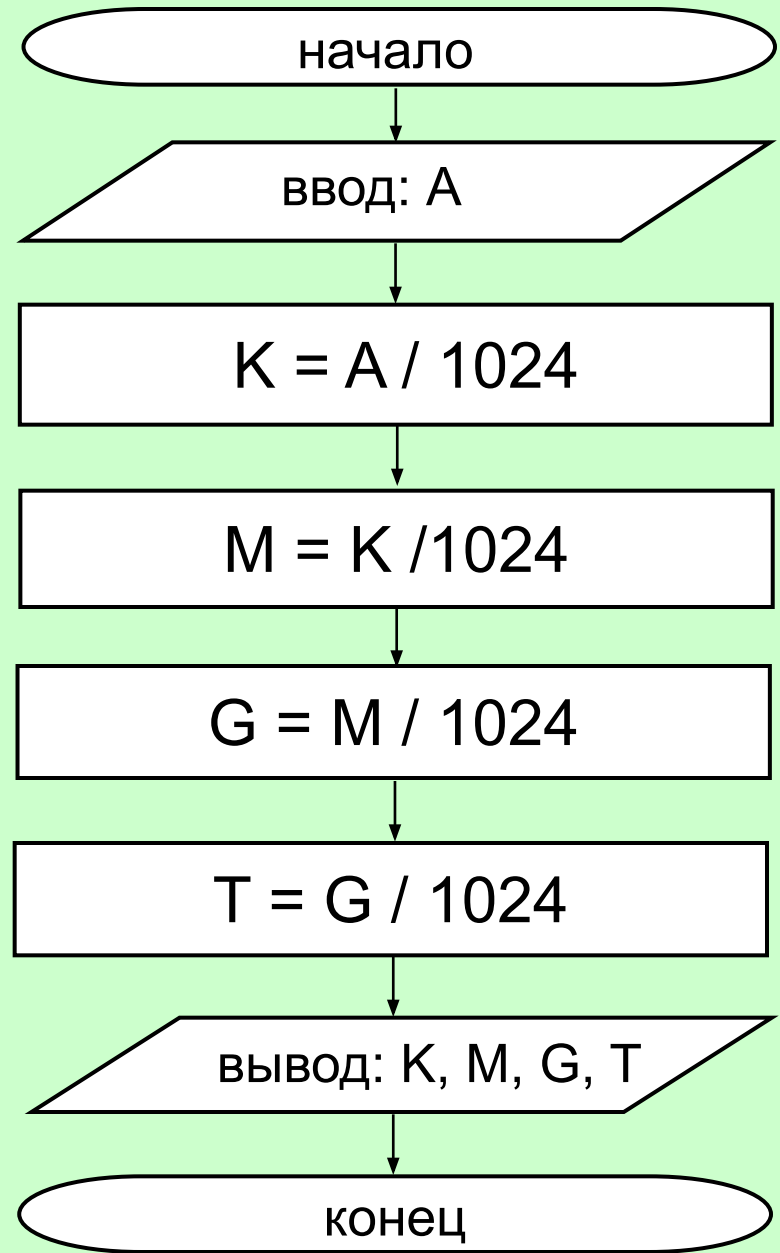 начало
ввод: A
K = A / 1024
M = K /1024
G = M / 1024
T = G / 1024
вывод: K, M, G, T
конец